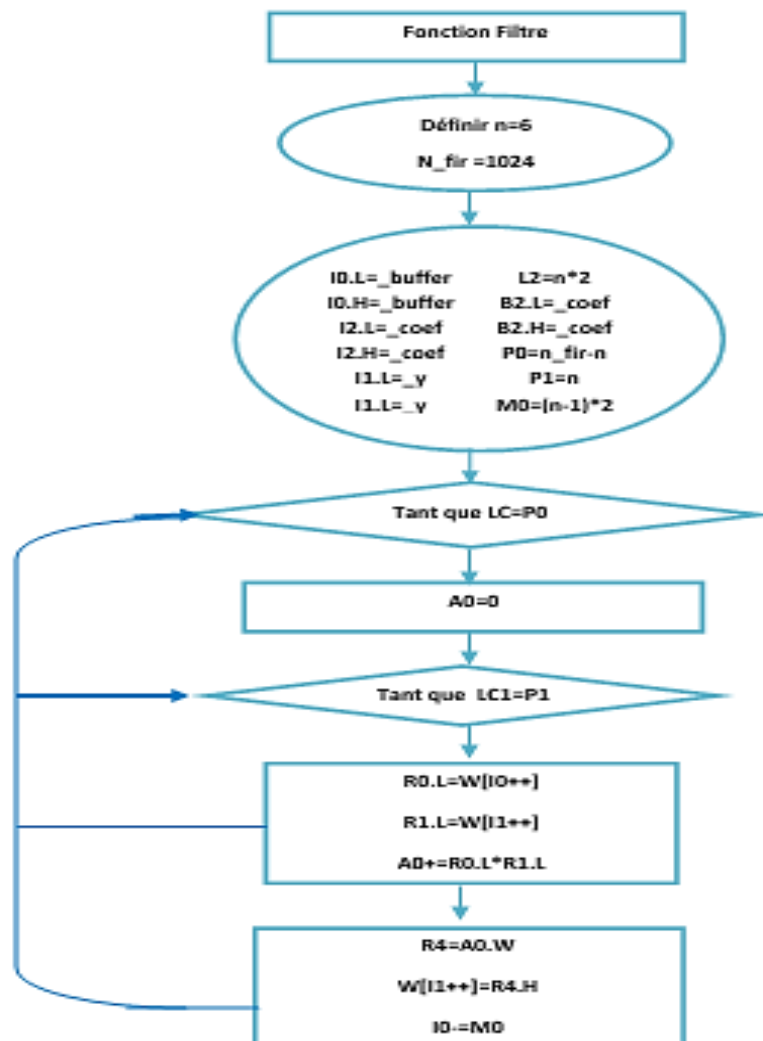 Fonction Filtre
Définir n=6
N_fir =1024
I0.L=_buffer L2=n*2
I0.H=_buffer B2.L=_coef
I2.L=_coef B2.H=_coef
I2.H=_coef P0=n_fir-n
I1.L=_y P1=n
I1.L=_y M0=(n-1)*2
Tant que LC=P0
A0=0
Tant que LC1=P1
R0.L=W[I0++]
R1.L=W[I1++]
A0+=R0.L*R1.L
R4=A0.W
W[I1++]=R4.H
I0-=M0